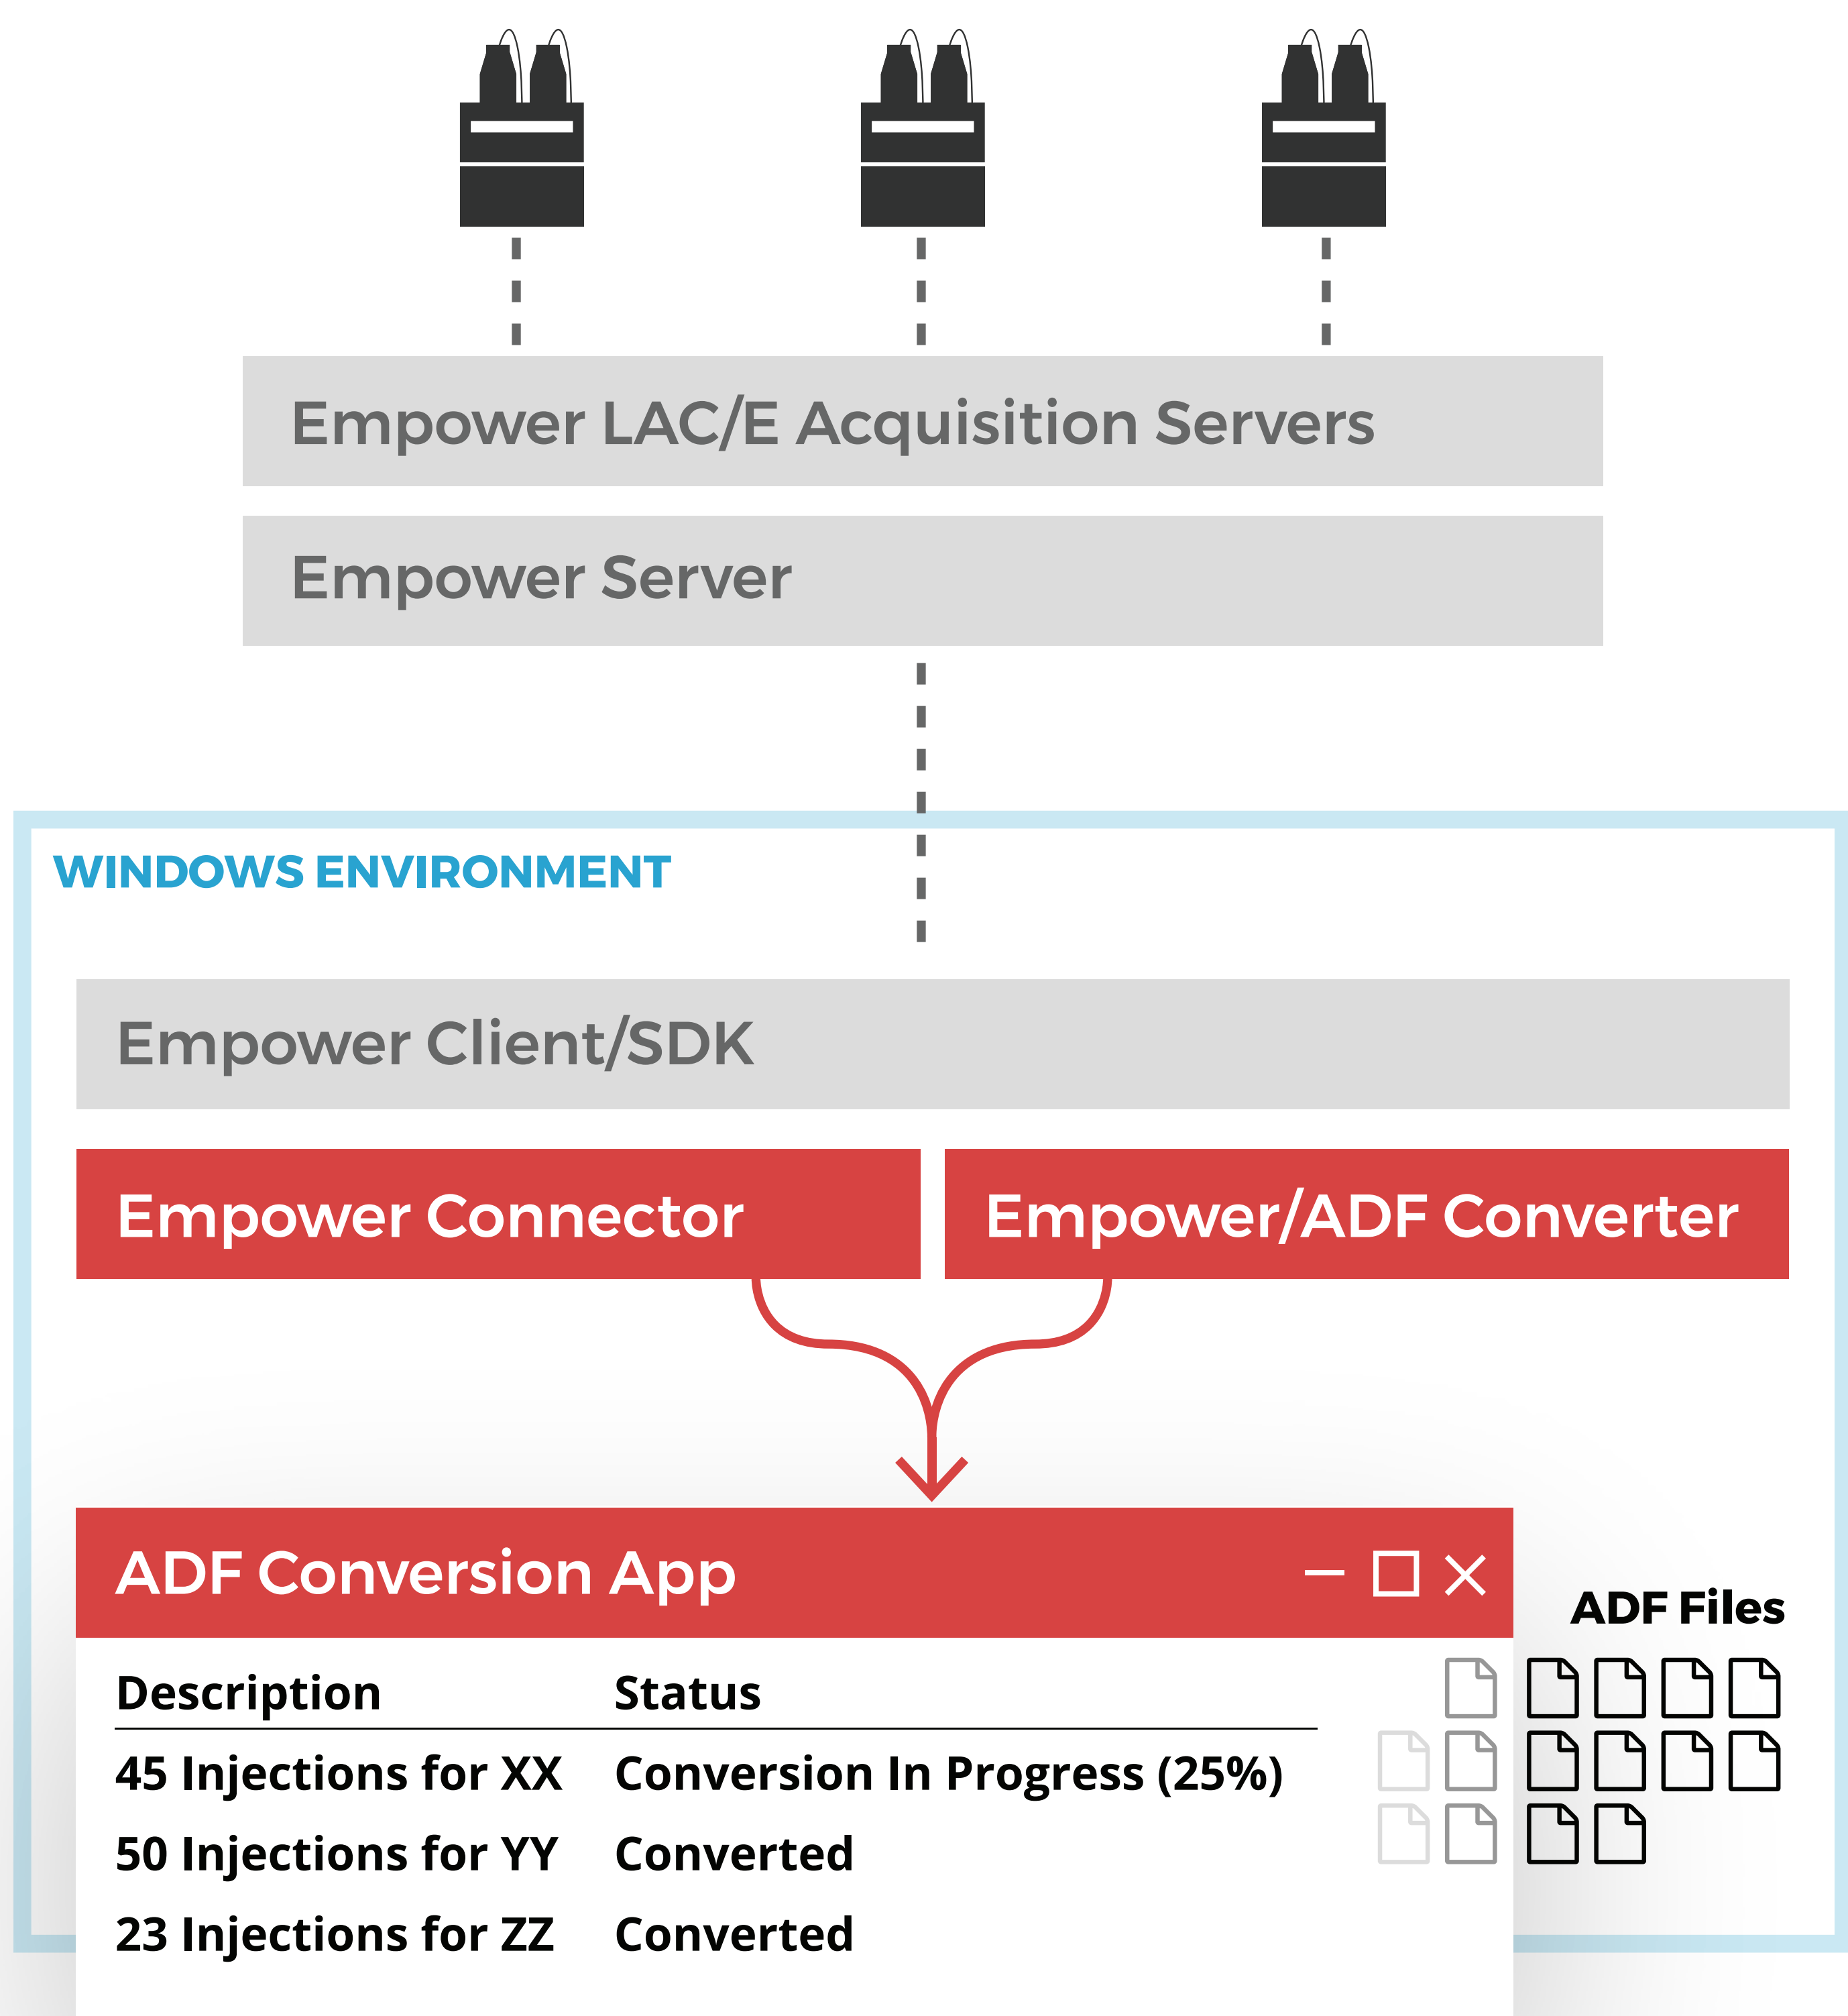 Empower LAC/E Acquisition Servers
Empower Server
WINDOWS ENVIRONMENT
Empower Client/SDK
Empower Connector
Empower/ADF Converter
ADF Conversion App
ADF Files
Description Status
45 Injections for XX Conversion In Progress (25%)
50 Injections for YY Converted
23 Injections for ZZ Converted